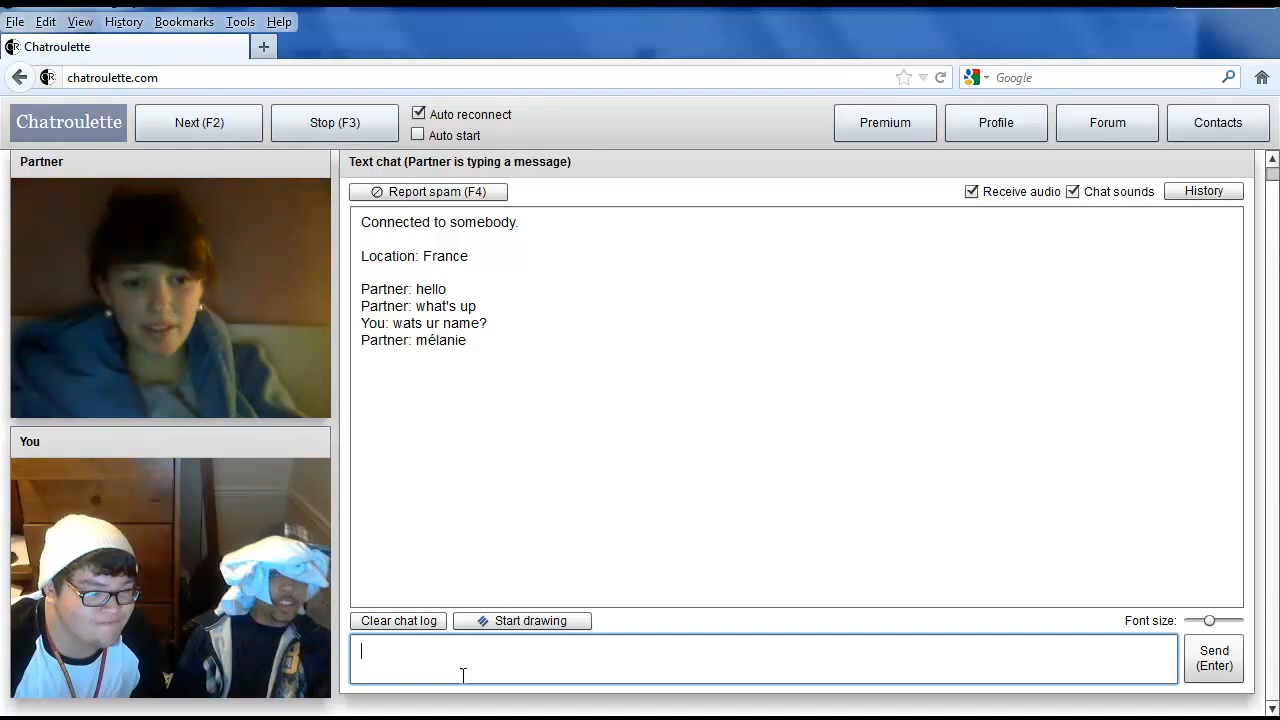 File Edit View History Bookmarks Tools Help
Chatroulette
chatroulette.com
Google
Chatroulette
Next (F2)
Stop (F3)
Auto reconnect
Auto start
Premium
Profile
Forum
Contacts
Partner
Text chat (Partner is typing a message)
Report spam (F4)
Receive audio
Chat sounds
History
Connected to somebody.
Location: France
Partner: hello
Partner: what's up
You: wats ur name?
Partner: mélanie
You
Clear chat log
Start drawing
Font size:
Send
(Enter)